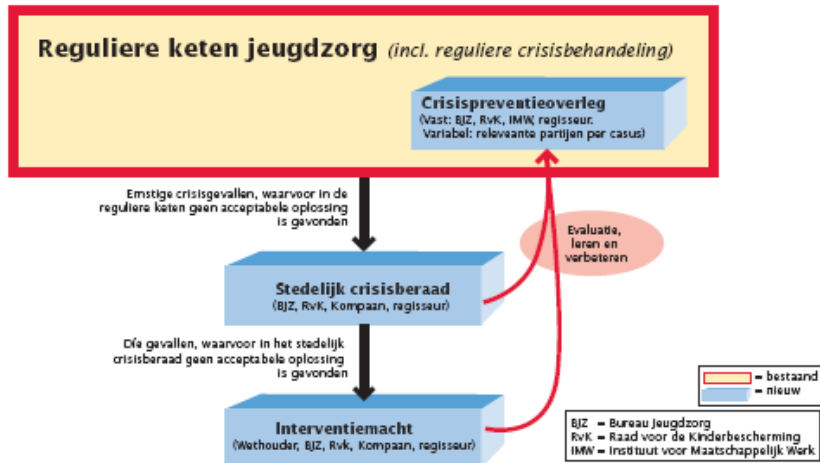 Reguliere keten jeugdzorg (incl. reguliere crisisbehandeling)
Crisispreventieoverleg
(Vast: BJZ, RvK, IMW, regisseur.
Variabel: releveante partijen per casus)
Ernstige crisisgevallen, waarvoor in de
reguliere keten geen acceptabele oplossing
is gevonden
Evaluatie,
leren en
verbeteren
Stedelijk crisisberaad
(BJZ, RvK, Kompaan, regisseur)
Die gevallen, waarvoor in het stedelijk
crisisberaad geen acceptabele oplossing
is gevonden
Interventiemacht
(Wethouder, BJZ, Rvk, Kompaan, regisseur)
= bestaand
= nieuw
BJZ = Bureau Jeugdzorg
RvK = Raad voor de Kinderbescherming
IMW = Instituut voor Maatschappelijk Werk